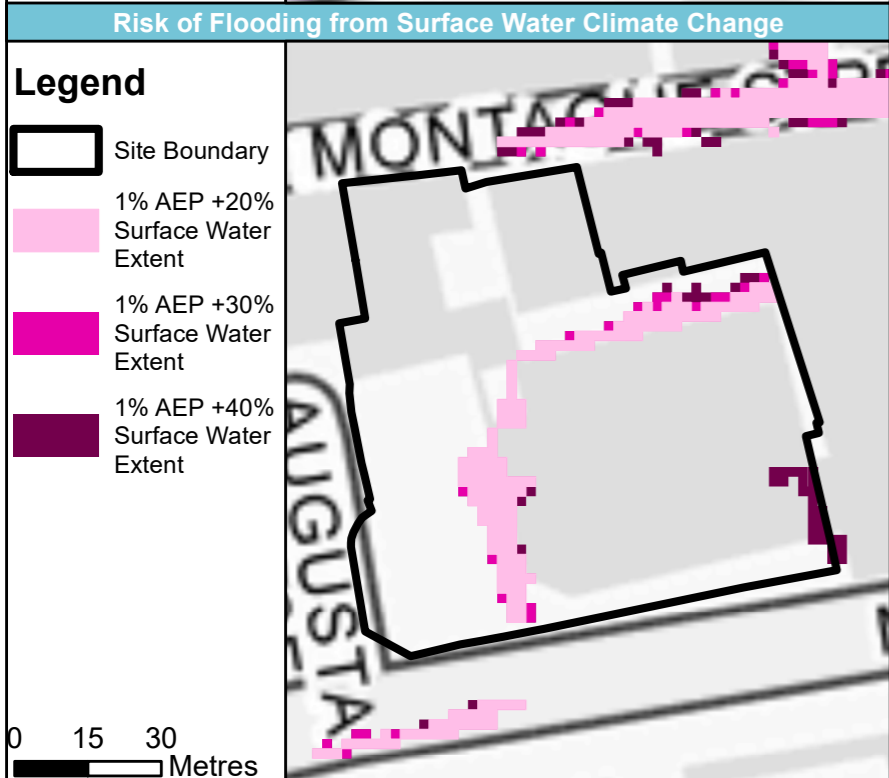 Risk of Flooding from Surface Water Climate Change
Legend
Site Boundary
1% AEP +20%
Surface Water
Extent
1% AEP +30%
Surface Water
Extent
1% AEP +40%
Surface Water
Extent
0 15 30
Metres
AUGUSTA